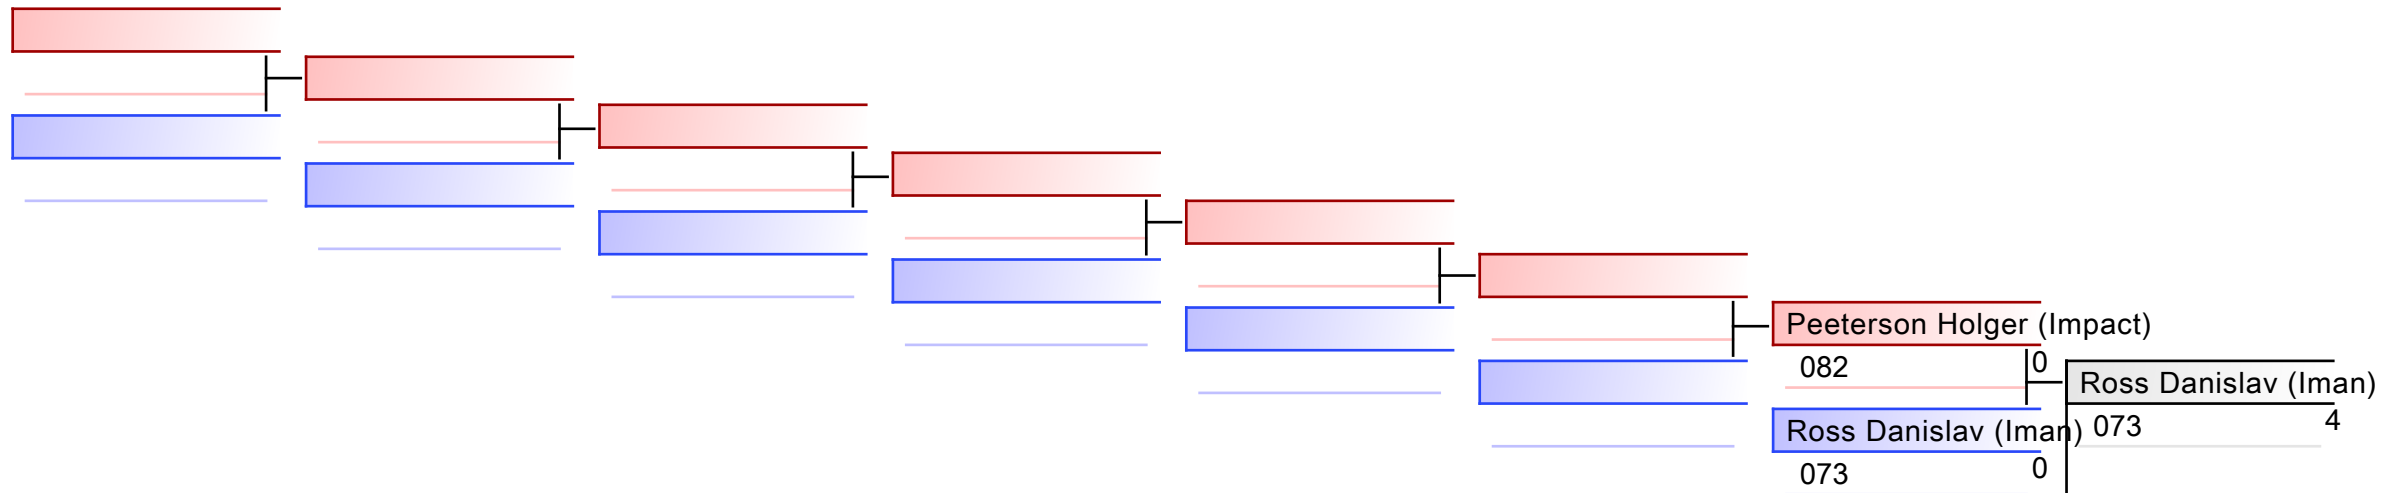 Peeterson Holger (Impact)
082 0
Ross Danislav (Iman)
073 4
Ross Danislav (Iman)
073 0